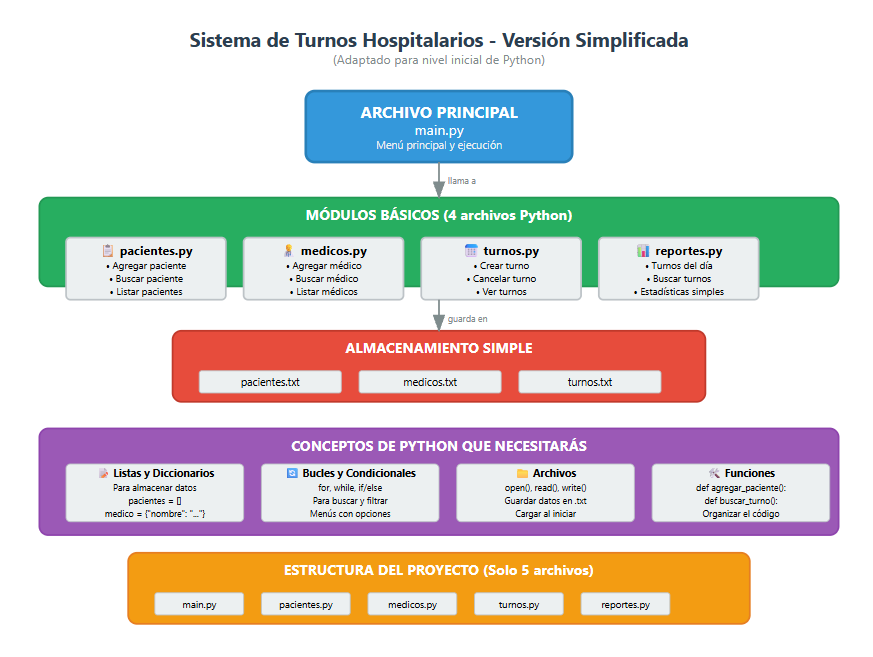 Sistema de Turnos Hospitalarios - Versión Simplificada
(Adaptado para nivel inicial de Python)
ARCHIVO PRINCIPAL
main.py
Menú principal y ejecución
llama a
MÓDULOS BÁSICOS (4 archivos Python)
pacientes.py
• Agregar paciente
• Buscar paciente
• Listar pacientes
medicos.py
• Agregar médico
• Buscar médico
• Listar médicos
turnos.py
• Crear turno
• Cancelar turno
• Ver turnos
reportes.py
• Turnos del día
• Buscar turnos
• Estadísticas simples
guarda en
ALMACENAMIENTO SIMPLE
pacientes.txt
medicos.txt
turnos.txt
CONCEPTOS DE PYTHON QUE NECESITARÁS
Listas y Diccionarios
Para almacenar datos
pacientes = []
medico = {"nombre": "..."}
Bucles y Condicionales
for, while, if/else
Para buscar y filtrar
Menús con opciones
Archivos
open(), read(), write()
Guardar datos en .txt
Cargar al iniciar
Funciones
def agregar_paciente():
def buscar_turno():
Organizar el código
ESTRUCTURA DEL PROYECTO (Solo 5 archivos)
main.py
pacientes.py
medicos.py
turnos.py
reportes.py